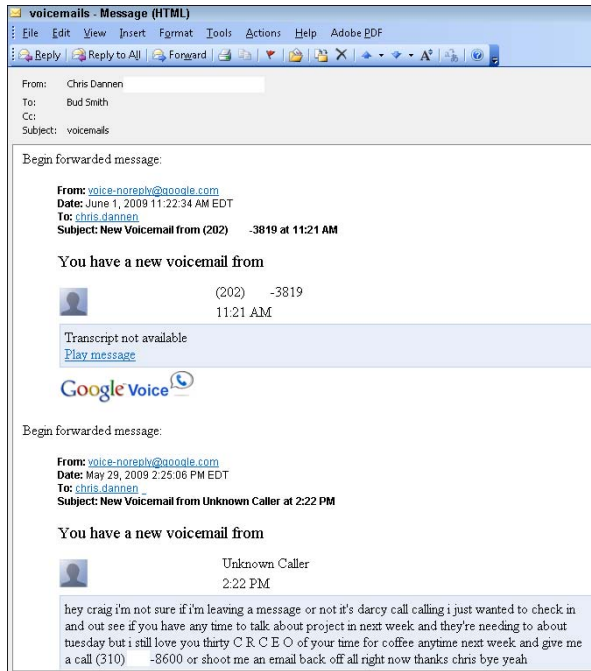 voicemails - Message (HTML)
File Edit View Insert Format Tools Actions Help Adobe PDF
Reply Reply to All Forward
From: Chris Dannen
To: Bud Smith
Cc:
Subject: voicemails
Begin forwarded message:
From: voice-noreply@google.com
Date: June 1, 2009 11:22:34 AM EDT
To: chris.dannen
Subject: New Voicemail from (202) -3819 at 11:21 AM
You have a new voicemail from
(202) -3819
11:21 AM
Transcript not available
Play message
Google Voice
Begin forwarded message:
From: voice-noreply@google.com
Date: May 29, 2009 2:25:06 PM EDT
To: chris.dannen
Subject: New Voicemail from Unknown Caller at 2:22 PM
You have a new voicemail from
Unknown Caller
2:22 PM
hey craig i'm not sure if i'm leaving a message or not it's darcy call calling i just wanted to check in
and out see if you have any time to talk about project in next week and they're needing to about
tuesday but i still love you thirty C R C E O of your time for coffee anytime next week and give me
a call (310) -8600 or shoot me an email back off all right now thanks chris bye yeah